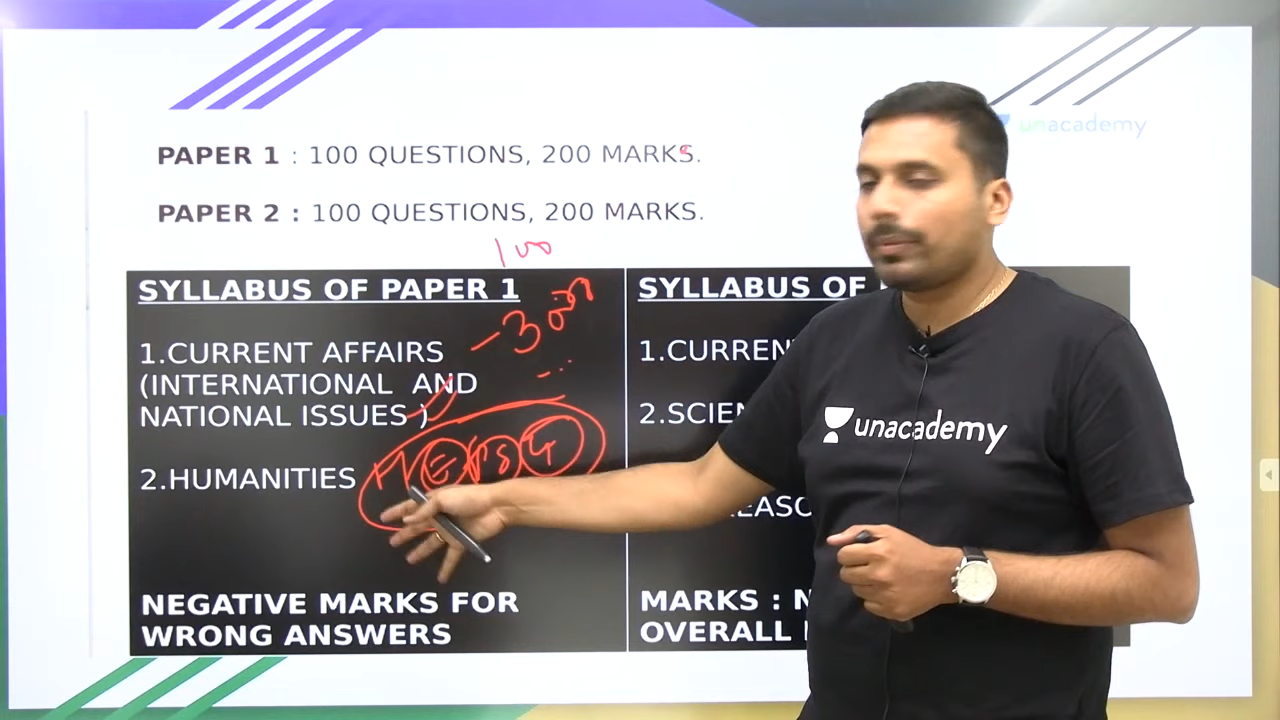 unacademy
PAPER 1 : 100 QUESTIONS, 200 MARKS.
PAPER 2 : 100 QUESTIONS, 200 MARKS.
100
SYLLABUS OF PAPER 1
1.CURRENT AFFAIRS
(INTERNATIONAL AND
NATIONAL ISSUES )
2.HUMANITIES
NEGATIVE MARKS FOR
WRONG ANSWERS
SYLLABUS OF
1.CURREN
2.SCIEN
EASO
MARKS : N
OVERALL
unacademy